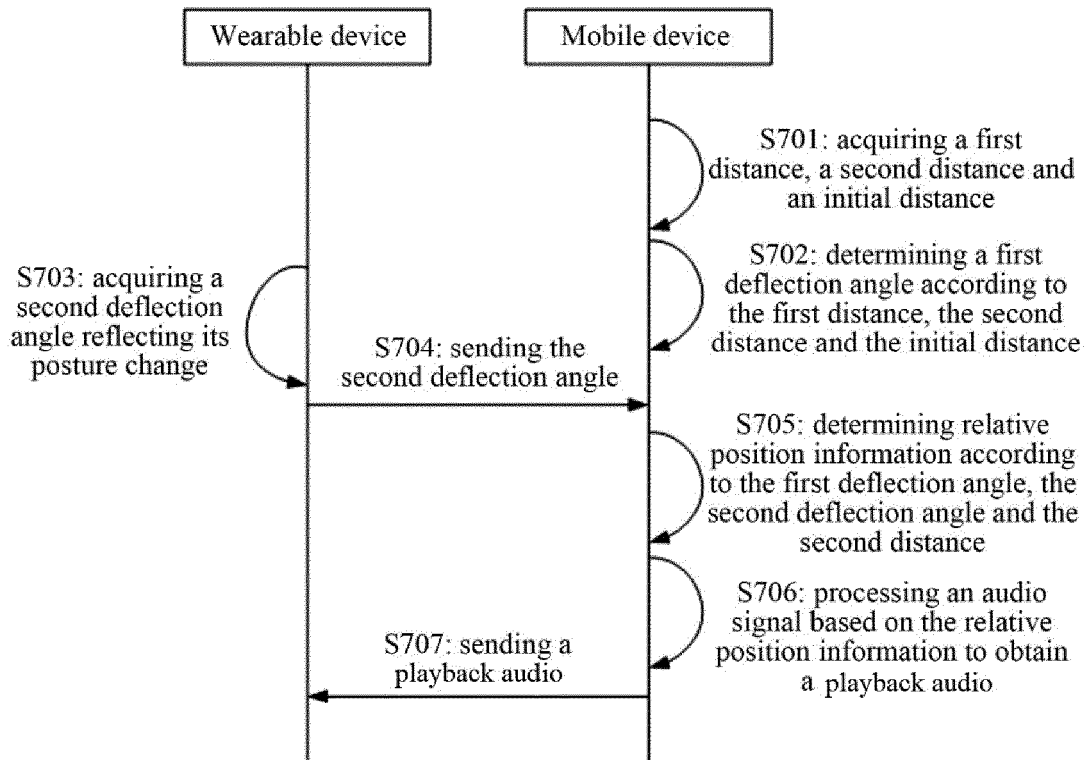 Wearable device
Mobile device
S701: acquiring a first
distance, a second distance and
an initial distance
S702: determining a first
deflection angle according to
the first distance, the second
distance and the initial distance
S703: acquiring a
second deflection
angle reflecting its
posture change
S704: sending the
second deflection angle
S705: determining relative
position information according
to the first deflection angle, the
second deflection angle and the
second distance
S706: processing an audio
signal based on the relative
position information to obtain
a playback audio
S707: sending a
playback audio